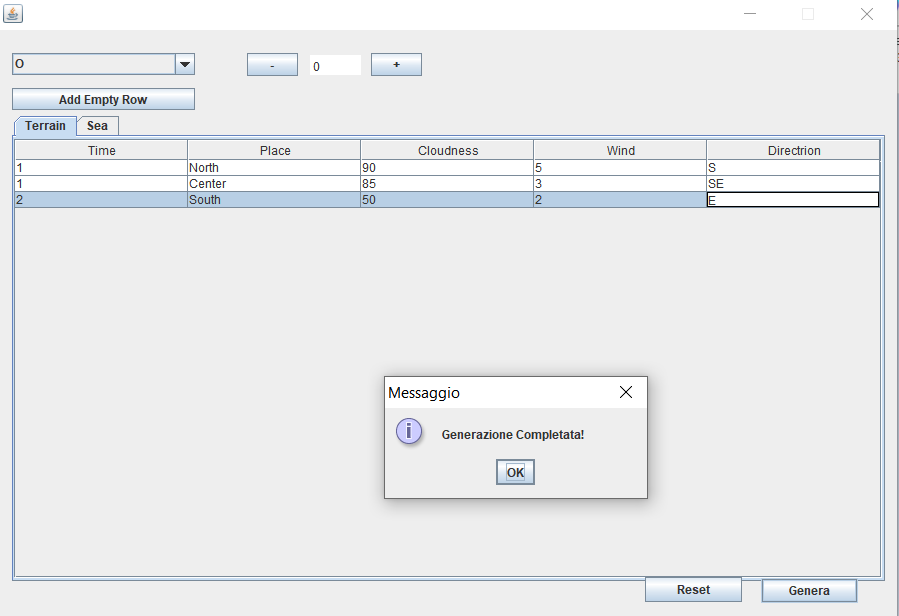 O - 0 +
Add Empty Row
Terrain Sea
Time Place Cloudness Wind Directrion
1 North 90 5 S
1 Center 85 3 SE
2 South 50 2 E
Messaggio
i Generazione Completata!
OK
Reset Genera